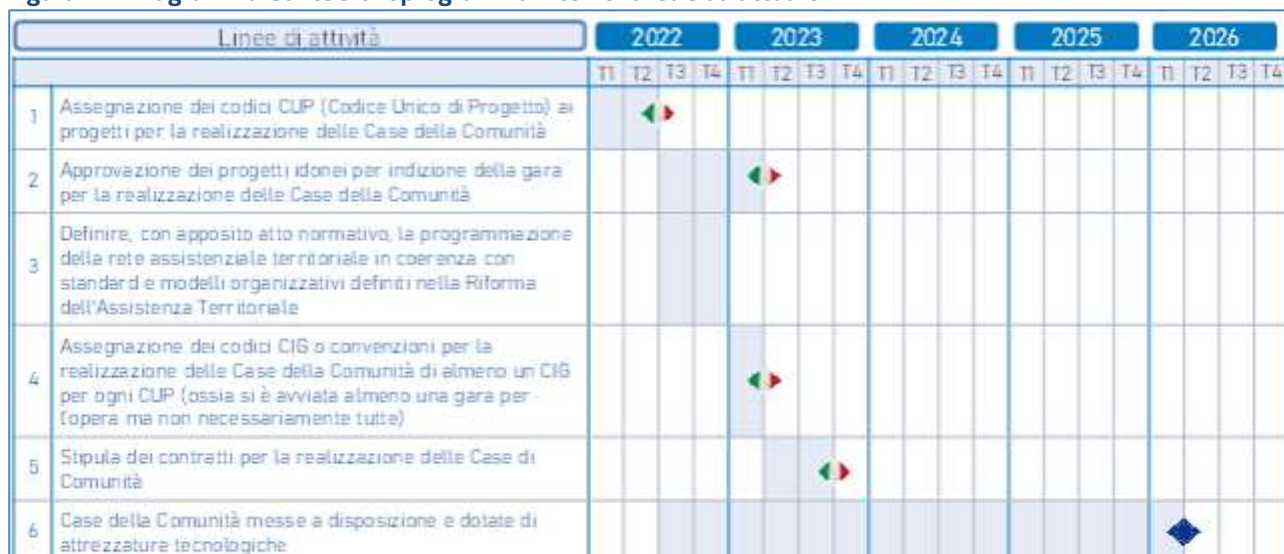 Linee di attività 2022 2023 2024 2025 2026
T1 T2 T3 T4 T1 T2 T3 T4 T1 T2 T3 T4 T1 T2 T3 T4 T1 T2 T3 T4
1 Assegnazione dei codici CUP (Codice Unico di Progetto) ai
progetti per la realizzazione delle Case della Comunità
2 Approvazione dei progetti idonei per indizione della gara
per la realizzazione delle Case della Comunità
3 Definire, con apposito atto normativo, la programmazione
della rete assistenziale territoriale in coerenza con
standard e modelli organizzativi definiti nella Riforma
dell'Assistenza Territoriale
4 Assegnazione dei codici CIG o convenzioni per la
realizzazione delle Case della Comunità di almeno un CIG
per ogni CUP (ossia si è avviata almeno una gara per
l'opera ma non necessariamente tutte)
5 Stipula dei contratti per la realizzazione delle Case di
Comunità
6 Case della Comunità messe a disposizione e dotate di
attrezzature tecnologiche